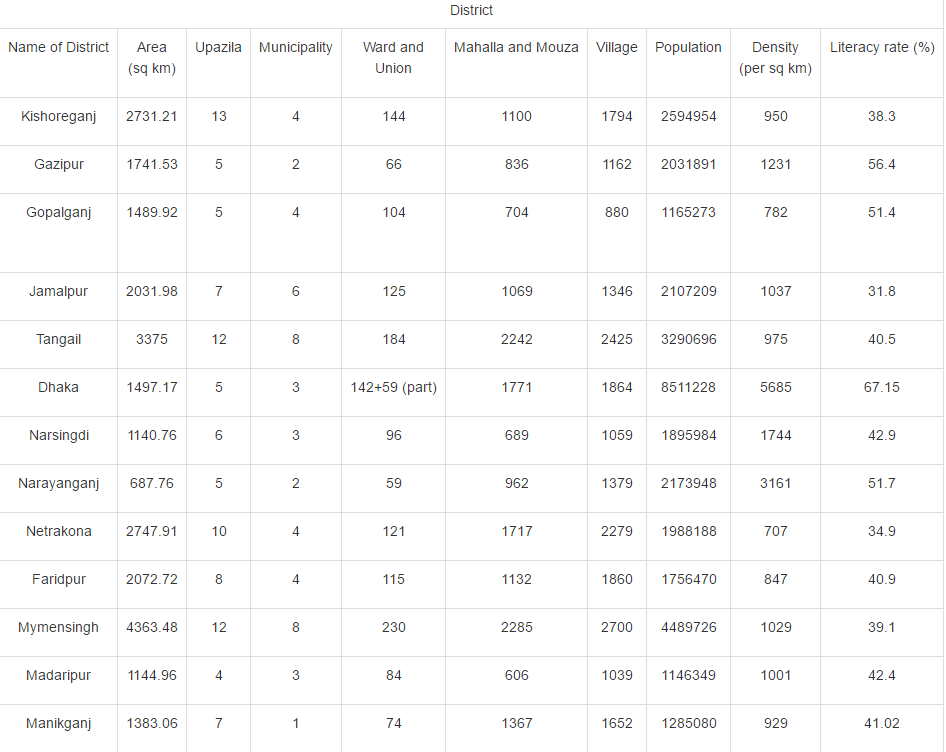 District
Name of District Area (sq km) Upazila Municipality Ward and Union Mahalla and Mouza Village Population Density (per sq km) Literacy rate (%)
Kishoreganj 2731.21 13 4 144 1100 1794 2594954 950 38.3
Gazipur 1741.53 5 2 66 836 1162 2031891 1231 56.4
Gopalganj 1489.92 5 4 104 704 880 1165273 782 51.4
Jamalpur 2031.98 7 6 125 1069 1346 2107209 1037 31.8
Tangail 3375 12 8 184 2242 2425 3290696 975 40.5
Dhaka 1497.17 5 3 142+59 (part) 1771 1864 8511228 5685 67.15
Narsingdi 1140.76 6 3 96 689 1059 1895984 1744 42.9
Narayanganj 687.76 5 2 59 962 1379 2173948 3161 51.7
Netrakona 2747.91 10 4 121 1717 2279 1988188 707 34.9
Faridpur 2072.72 8 4 115 1132 1860 1756470 847 40.9
Mymensingh 4363.48 12 8 230 2285 2700 4489726 1029 39.1
Madaripur 1144.96 4 3 84 606 1039 1146349 1001 42.4
Manikganj 1383.06 7 1 74 1367 1652 1285080 929 41.02